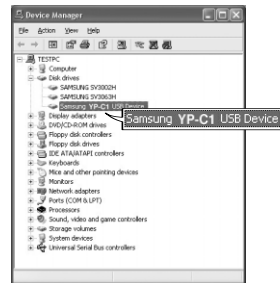 Device Manager
File Action View Help
TESTPC
Computer
Disk drives
SAMSUNG SV3002H
SAMSUNG SV3063H
Samsung YP-C1 USB Device
Samsung YP-C1 USB Device
Display adapters
DVD/CD-ROM drives
Floppy disk controllers
Floppy disk drives
IDE ATA/ATAPI controllers
Keyboards
Mice and other pointing devices
Monitors
Network adapters
Ports (COM & LPT)
Processors
Sound, video and game controllers
Storage volumes
System devices
Universal Serial Bus controllers